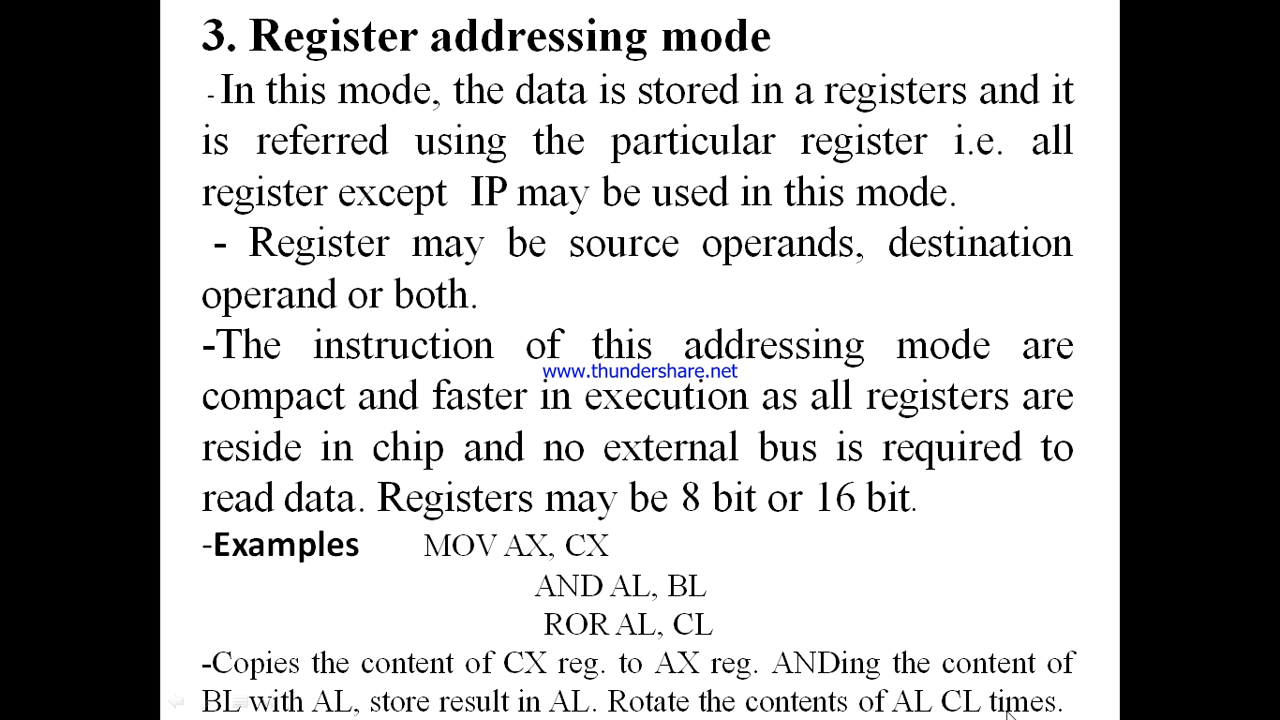 3. Register addressing mode
- In this mode, the data is stored in a registers and it
is referred using the particular register i.e. all
register except IP may be used in this mode.
- Register may be source operands, destination
operand or both.
-The instruction of this addressing mode are
www.thundershare.net
compact and faster in execution as all registers are
reside in chip and no external bus is required to
read data. Registers may be 8 bit or 16 bit.
-Examples MOV AX, CX
AND AL, BL
ROR AL, CL
-Copies the content of CX reg. to AX reg. ANDing the content of
BL with AL, store result in AL. Rotate the contents of AL CL times.